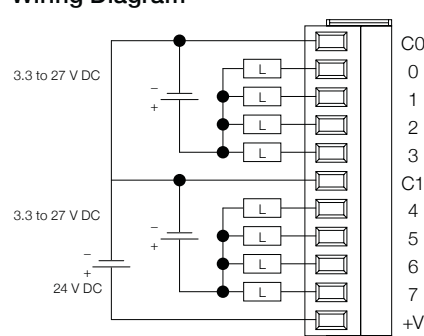 Wiring Diagram
C0
3.3 to 27 V DC
L
0
L
1
–
+
L
2
L
3
C1
3.3 to 27 V DC
L
4
–
+
L
5
–
+
L
6
24 V DC
L
7
+V